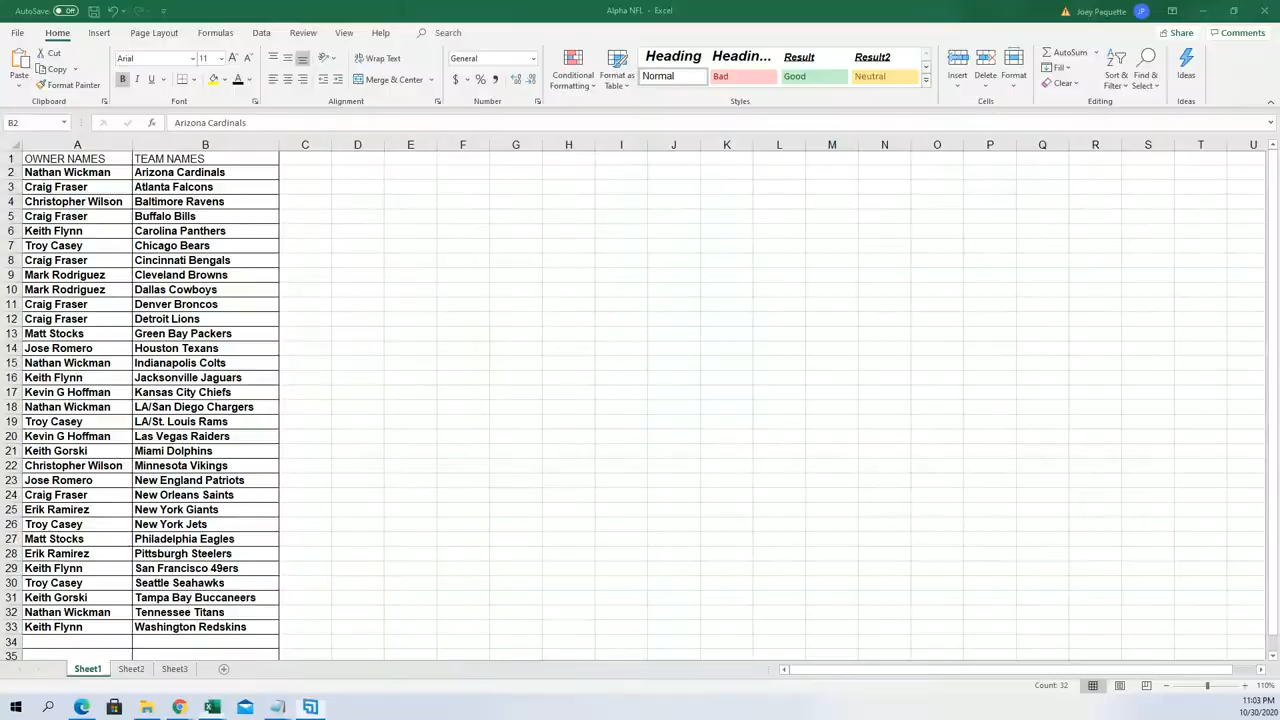 AutoSave Off Alpha NFL - Excel Joey Paquette JP
File Home Insert Page Layout Formulas Data Review View Help Search Share Comments
Paste Cut Copy Format Painter Clipboard
Arial 11 B I U A Font
Wrap Text Merge & Center Alignment
General $ % Number
Conditional Formatting Format as Table
Heading Headin... Result Result2
Normal Bad Good Neutral Styles
Insert Delete Format Cells
AutoSum Fill Clear Sort & Filter Find & Select Editing
Ideas Ideas
B2 fx Arizona Cardinals
A B C D E F G H I J K L M N O P Q R S T U
1 OWNER NAMES TEAM NAMES
2 Nathan Wickman Arizona Cardinals
3 Craig Fraser Atlanta Falcons
4 Christopher Wilson Baltimore Ravens
5 Craig Fraser Buffalo Bills
6 Keith Flynn Carolina Panthers
7 Troy Casey Chicago Bears
8 Craig Fraser Cincinnati Bengals
9 Mark Rodriguez Cleveland Browns
10 Mark Rodriguez Dallas Cowboys
11 Craig Fraser Denver Broncos
12 Craig Fraser Detroit Lions
13 Matt Stocks Green Bay Packers
14 Jose Romero Houston Texans
15 Nathan Wickman Indianapolis Colts
16 Keith Flynn Jacksonville Jaguars
17 Kevin G Hoffman Kansas City Chiefs
18 Nathan Wickman LA/San Diego Chargers
19 Troy Casey LA/St. Louis Rams
20 Kevin G Hoffman Las Vegas Raiders
21 Keith Gorski Miami Dolphins
22 Christopher Wilson Minnesota Vikings
23 Jose Romero New England Patriots
24 Craig Fraser New Orleans Saints
25 Erik Ramirez New York Giants
26 Troy Casey New York Jets
27 Matt Stocks Philadelphia Eagles
28 Erik Ramirez Pittsburgh Steelers
29 Keith Flynn San Francisco 49ers
30 Troy Casey Seattle Seahawks
31 Keith Gorski Tampa Bay Buccaneers
32 Nathan Wickman Tennessee Titans
33 Keith Flynn Washington Redskins
34
35
Sheet1 Sheet2 Sheet3
Count: 32 110%
11:03 PM
10/30/2020